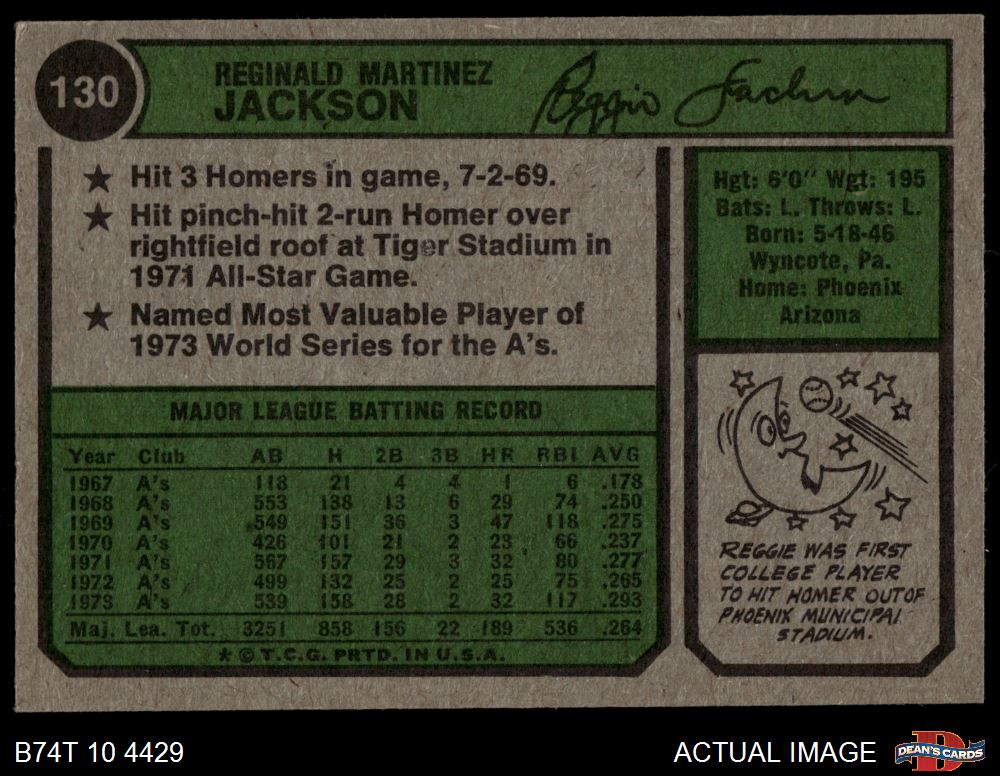 130
REGINALD MARTINEZ
JACKSON
Reggie Jackson
★ Hit 3 Homers in game, 7-2-69.
★ Hit pinch-hit 2-run Homer over
rightfield roof at Tiger Stadium in
1971 All-Star Game.
★ Named Most Valuable Player of
1973 World Series for the A's.
Hgt: 6'0" Wgt: 195
Bats: L. Throws: L.
Born: 5-18-46
Wyncote, Pa.
Home: Phoenix
Arizona
MAJOR LEAGUE BATTING RECORD
Year Club AB H 2B 3B HR RBI AVG
1967 A's 118 21 4 4 1 6 .178
1968 A's 553 138 13 6 29 74 .250
1969 A's 549 151 36 3 47 118 .275
1970 A's 426 101 21 2 23 66 .237
1971 A's 567 157 29 3 32 80 .277
1972 A's 499 132 25 2 25 75 .265
1973 A's 539 158 28 2 32 117 .293
Maj. Lea. Tot. 3251 858 156 22 189 536 .264
* © T.C.G. PRTD. IN U.S.A.
REGGIE WAS FIRST
COLLEGE PLAYER
TO HIT HOMER OUT OF
PHOENIX MUNICIPAL
STADIUM.
B74T 10 4429
ACTUAL IMAGE
D
DEAN'S CARDS